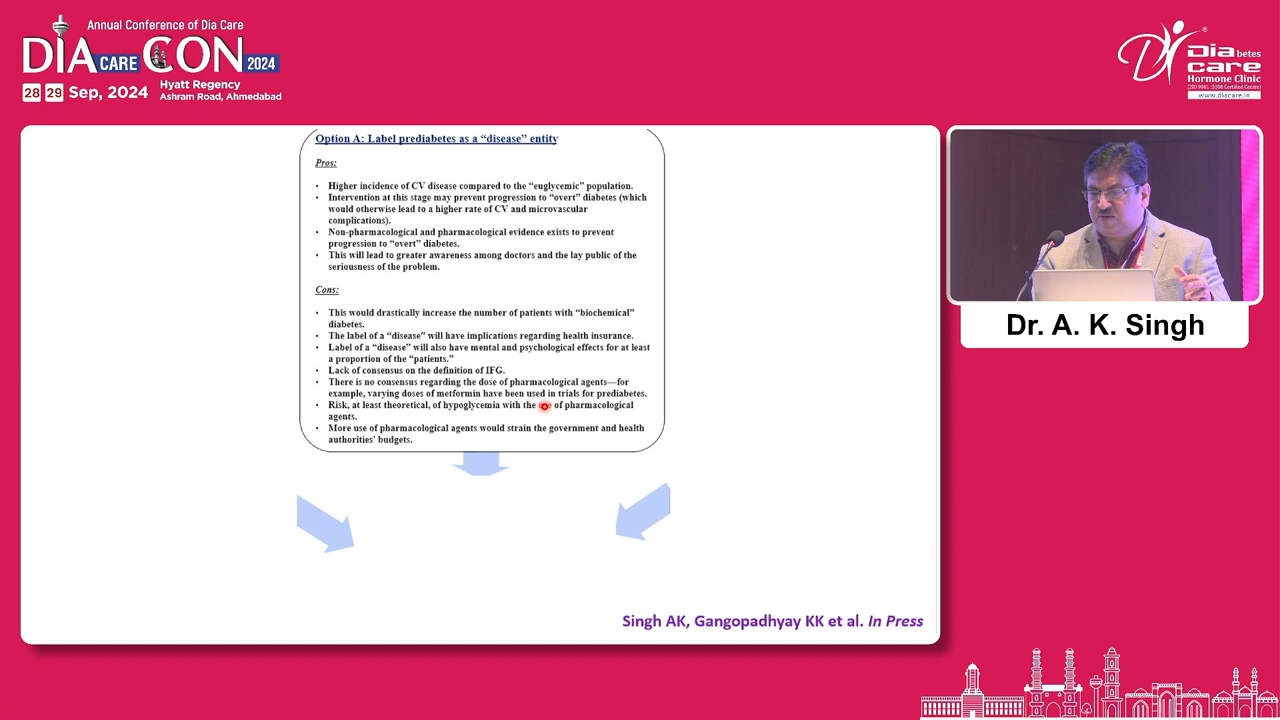 Annual Conference of Dia Care
DIA CARE CON 2024
28 29 Sep, 2024
Hyatt Regency
Ashram Road, Ahmedabad
Dia betes
care
Hormone Clinic
(ISO 9001 : 2008 Certified Centre)
www.diacare.in
Option A: Label prediabetes as a “disease” entity
Pros:
• Higher incidence of CV disease compared to the “euglycemic” population.
• Intervention at this stage may prevent progression to “overt” diabetes (which
would otherwise lead to a higher rate of CV and microvascular
complications).
• Non-pharmacological and pharmacological evidence exists to prevent
progression to “overt” diabetes.
• This will lead to greater awareness among doctors and the lay public of the
seriousness of the problem.
Cons:
• This would drastically increase the number of patients with “biochemical”
diabetes.
• The label of a “disease” will have implications regarding health insurance.
• Label of a “disease” will also have mental and psychological effects for at least
a proportion of the “patients.”
• Lack of consensus on the definition of IFG.
• There is no consensus regarding the dose of pharmacological agents—for
example, varying doses of metformin have been used in trials for prediabetes.
• Risk, at least theoretical, of hypoglycemia with the of pharmacological
agents.
• More use of pharmacological agents would strain the government and health
authorities' budgets.
Singh AK, Gangopadhyay KK et al. In Press
Dr. A. K. Singh